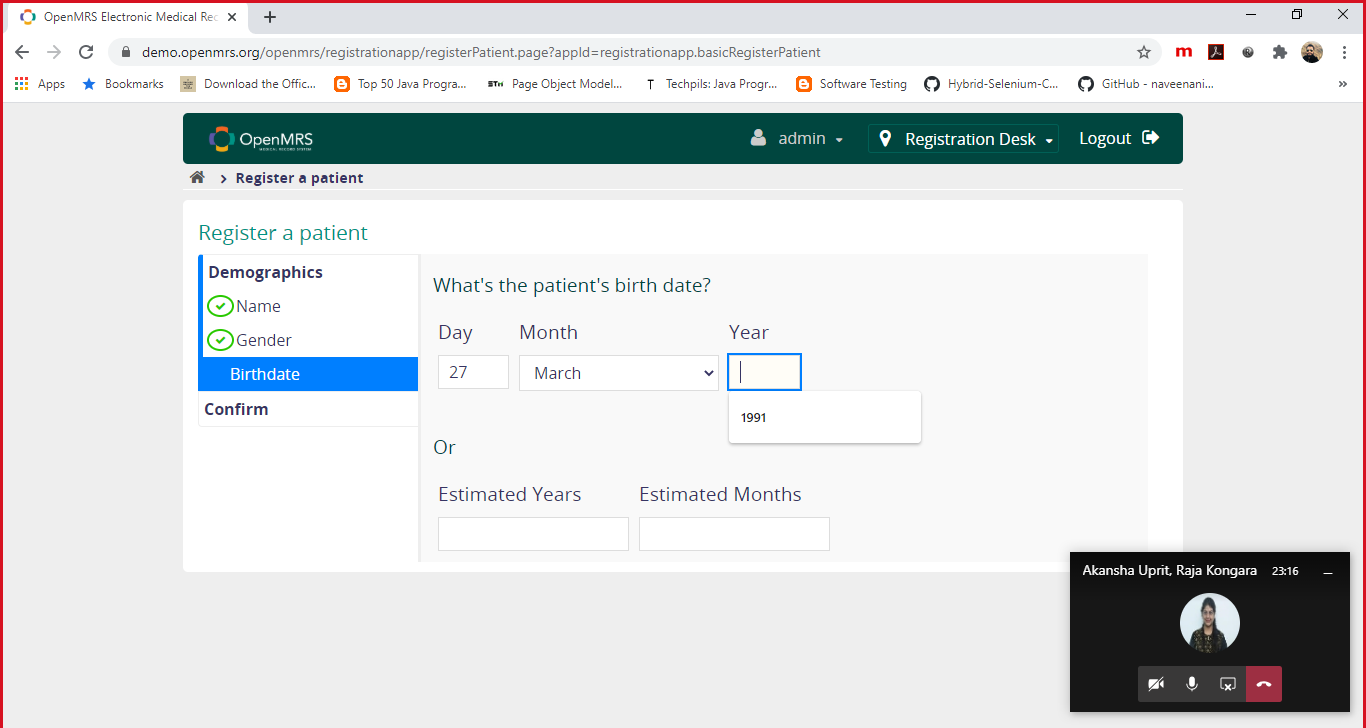 OpenMRS Electronic Medical Rec
demo.openmrs.org/openmrs/registrationapp/registerPatient.page?appId=registrationapp.basicRegisterPatient
m
Apps Bookmarks Download the Offic... Top 50 Java Progra... STH Page Object Model... T Techpils: Java Progr... Software Testing Hybrid-Selenium-C... GitHub - naveenani... »
OpenMRS admin Registration Desk Logout
MEDICAL RECORD SYSTEM
Register a patient
Register a patient
Demographics
Name
Gender
Birthdate
Confirm
What's the patient's birth date?
Day Month Year
27 March
1991
Or
Estimated Years Estimated Months
Akansha Uprit, Raja Kongara 23:16